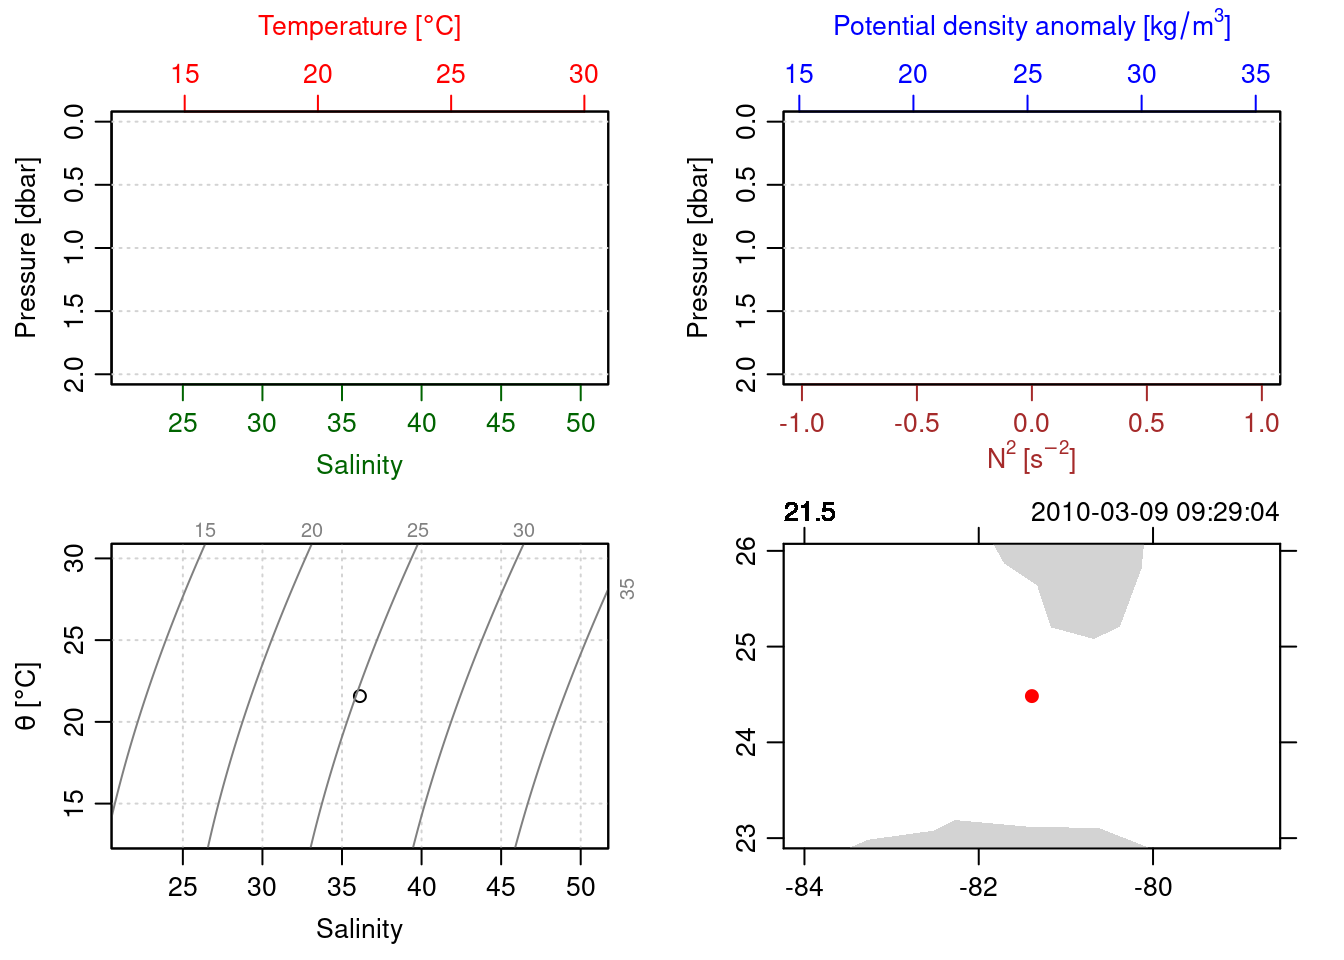 Temperature [°C]
15 20 25 30
Pressure [dbar]
0.0 0.5 1.0 1.5 2.0
25 30 35 40 45 50
Salinity
Potential density anomaly [kg/m³]
15 20 25 30 35
Pressure [dbar]
0.0 0.5 1.0 1.5 2.0
-1.0 -0.5 0.0 0.5 1.0
N² [s⁻²]
15 20 25 30
35
θ [°C]
30 25 20 15
25 30 35 40 45 50
Salinity
21.5 2010-03-09 09:29:04
26 25 24 23
-84 -82 -80